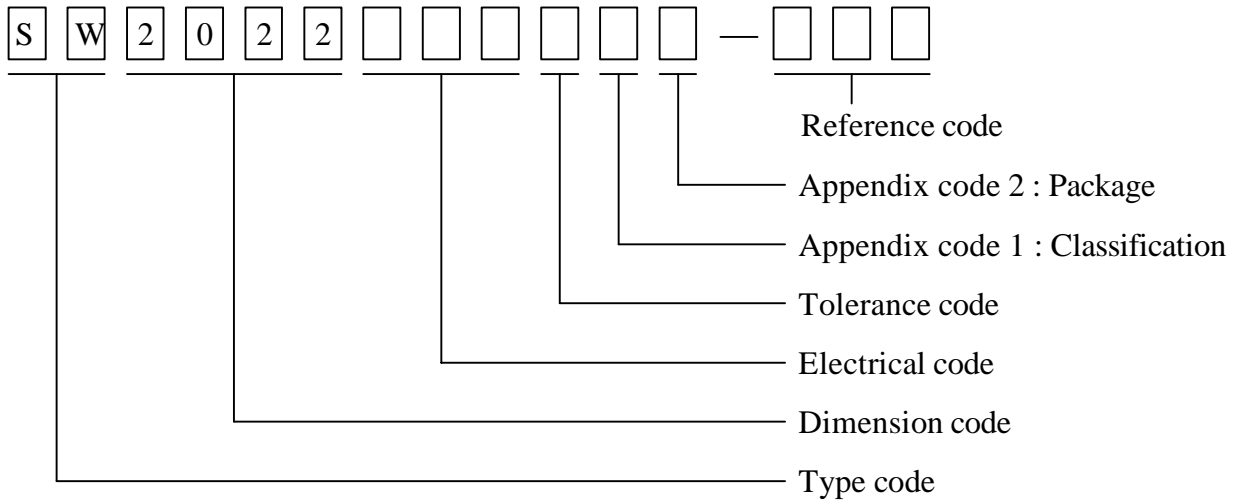 S W 2 0 2 2 —
Reference code
Appendix code 2 : Package
Appendix code 1 : Classification
Tolerance code
Electrical code
Dimension code
Type code